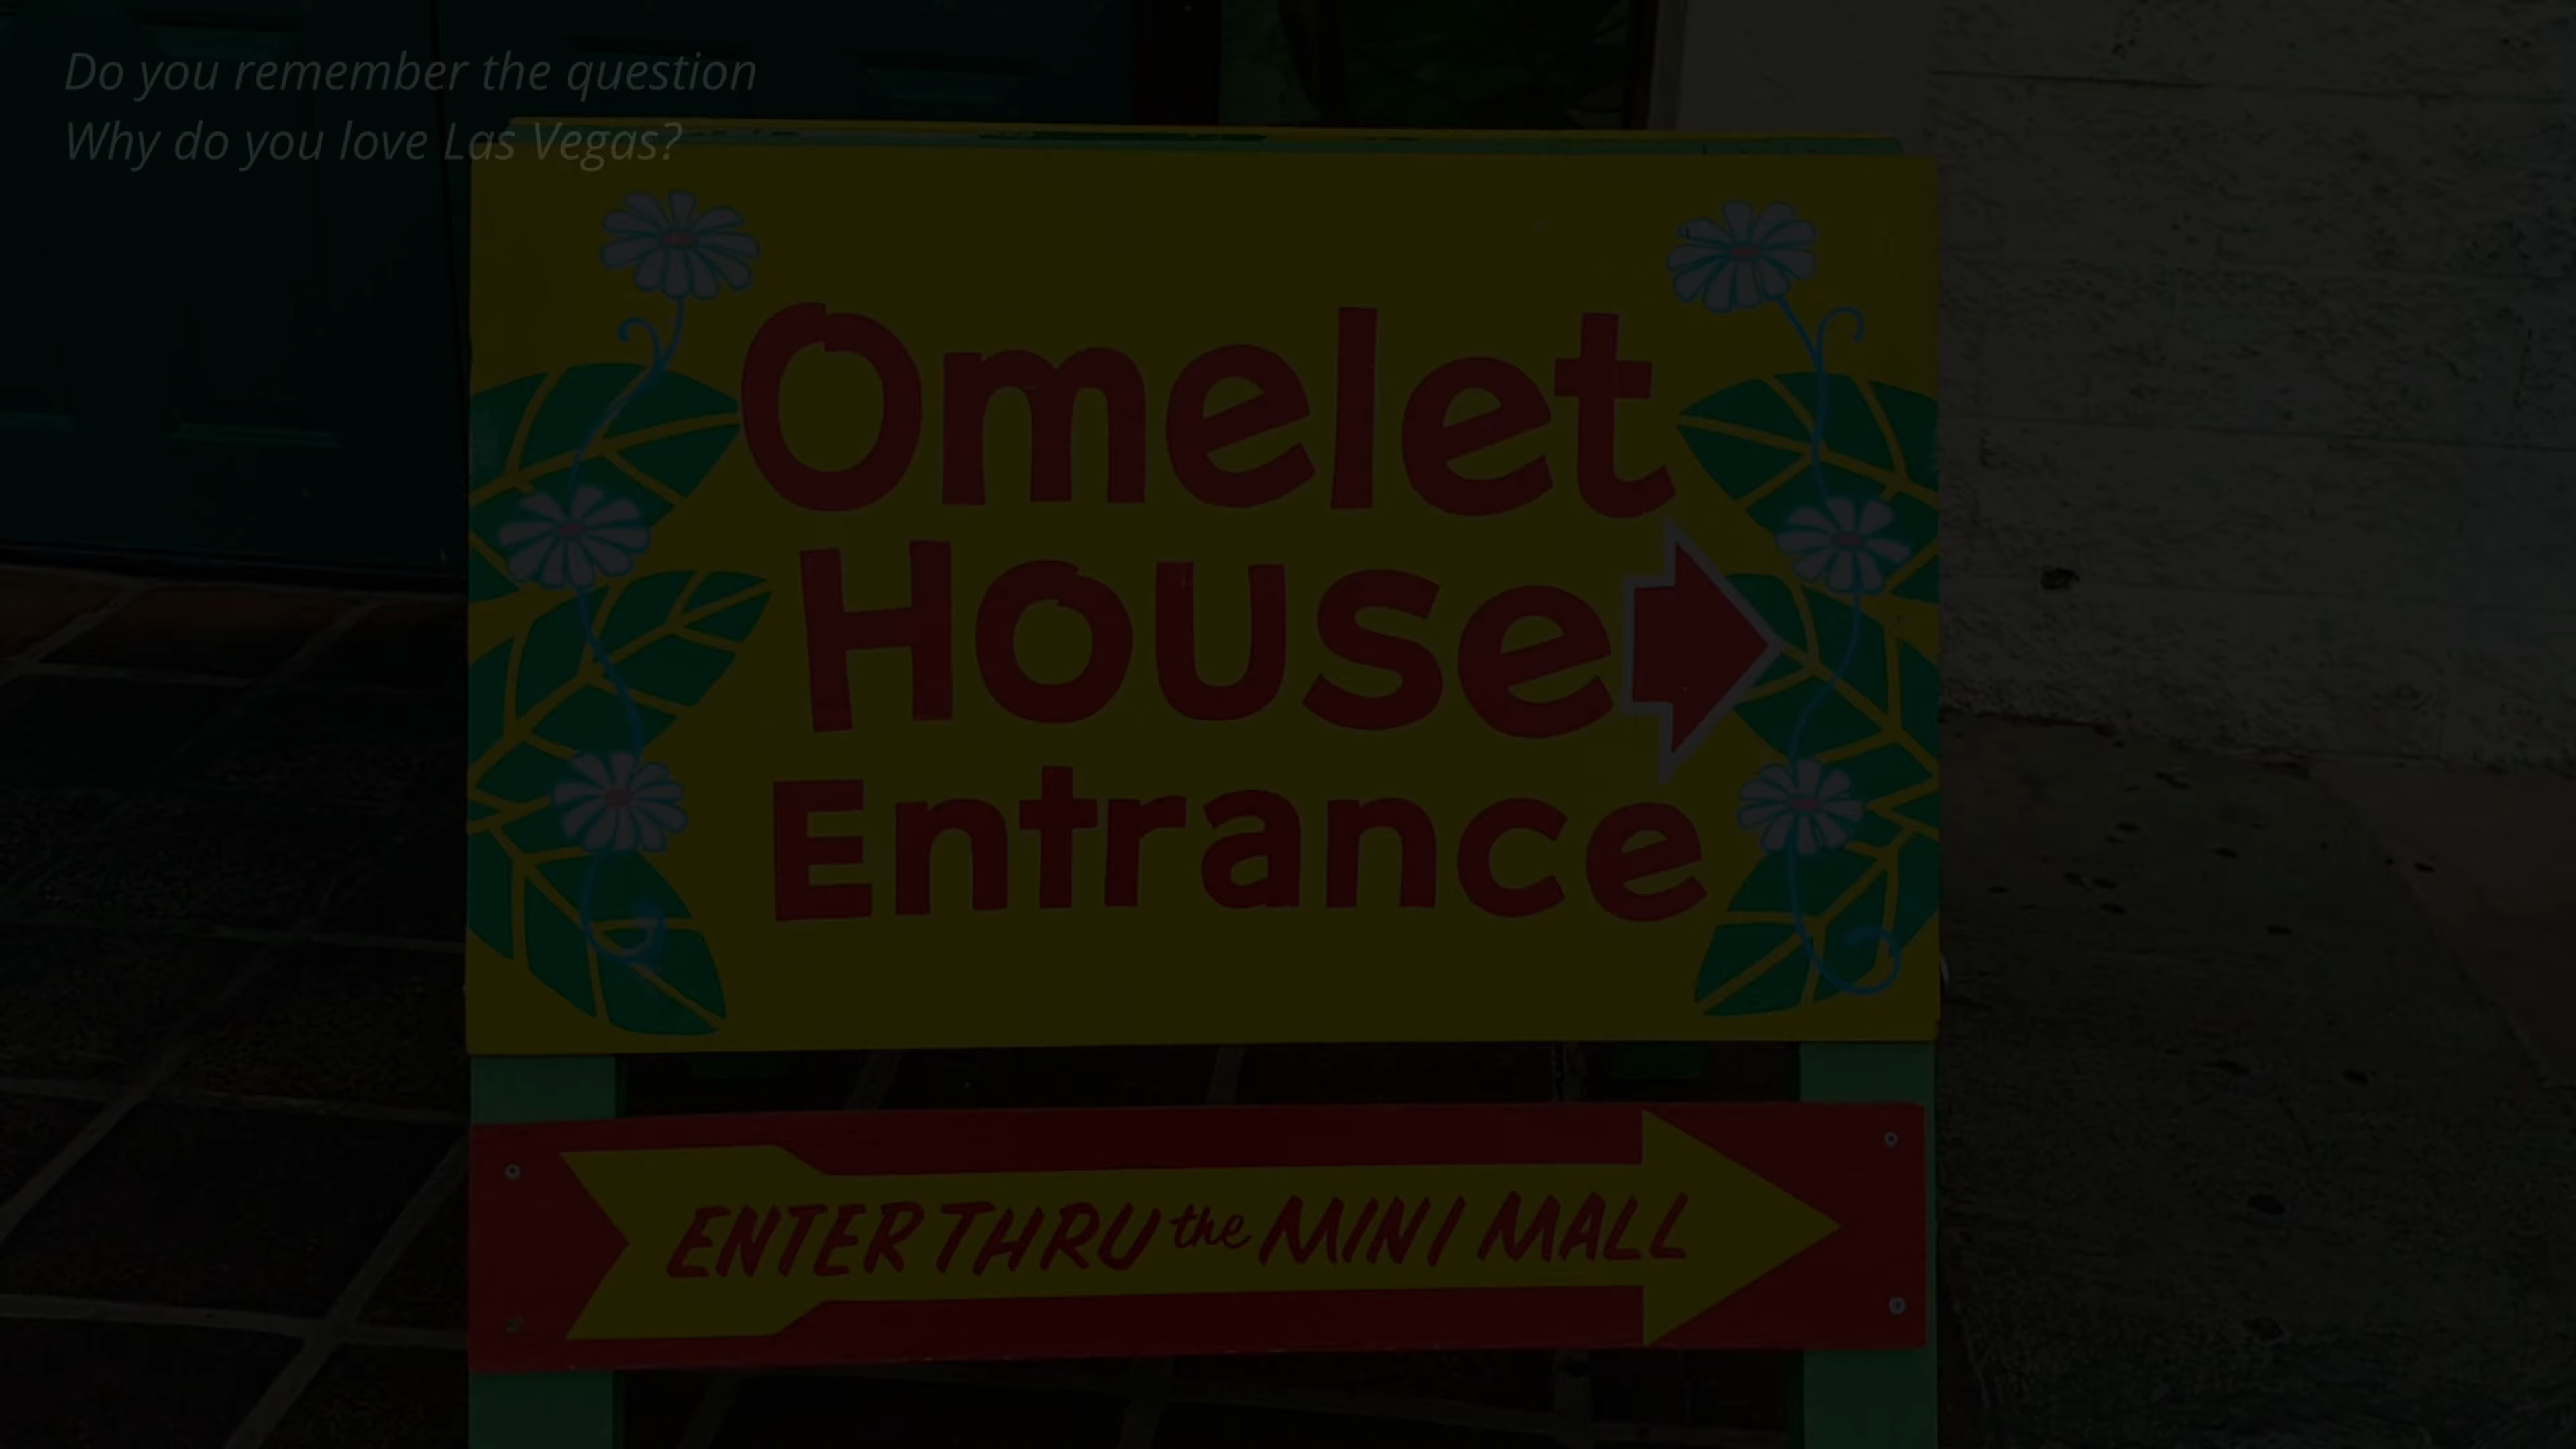 Do you remember the question
Why do you love Las Vegas?
Omelet
House
Entrance
ENTER THRU the MINI MALL